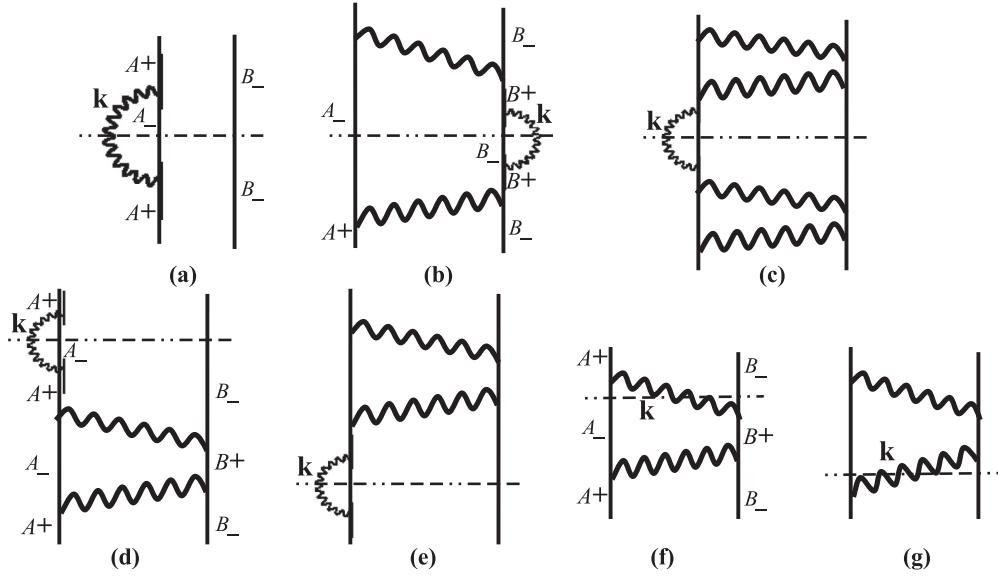 A+
B_
k
A_
A+
B_
(a)
B_
B+
A_
k
B_
B+
A+
B_
(b)
k
(c)
A+
k
A_
A+
B_
A_
B+
A+
B_
(d)
k
(e)
A+
B_
k
A_
B+
A+
B_
(f)
k
(g)